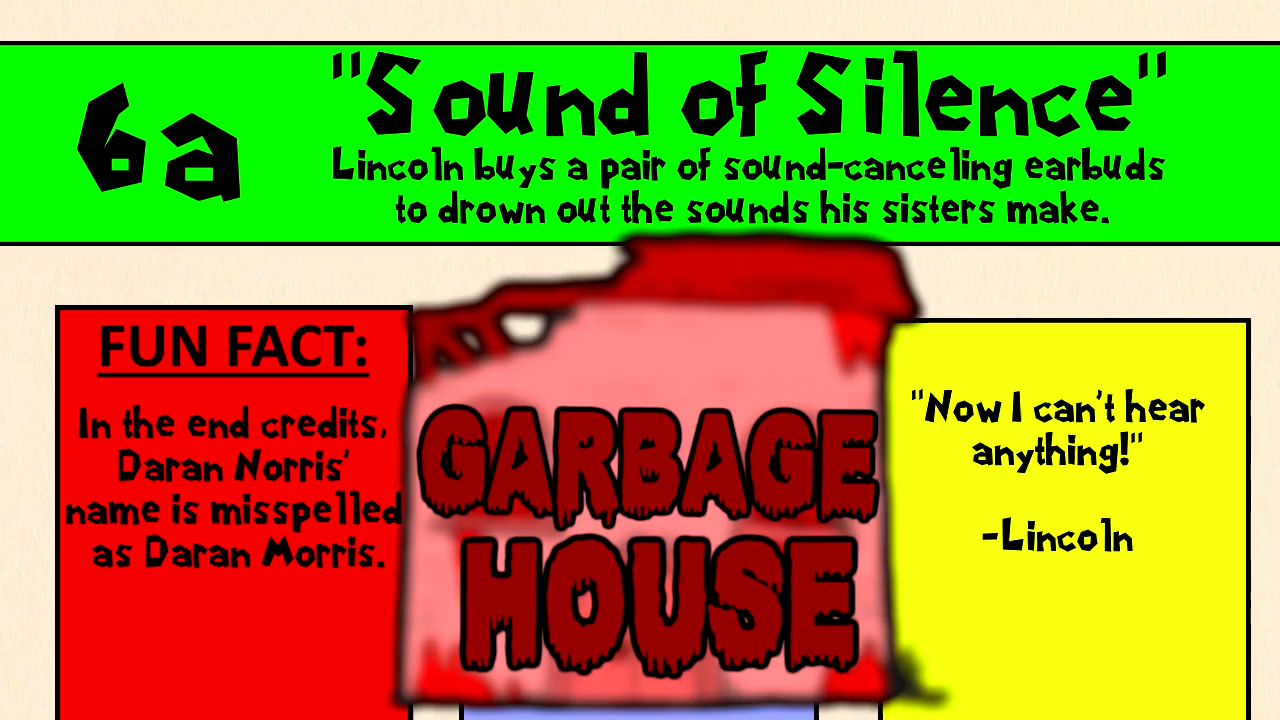 6a
"Sound of Silence"
Lincoln buys a pair of sound-canceling earbuds
to drown out the sounds his sisters make.
FUN FACT:
In the end credits,
Daran Norris'
name is misspelled
as Daran Morris.
GARBAGE
HOUSE
"Now I can't hear
anything!"
-Lincoln